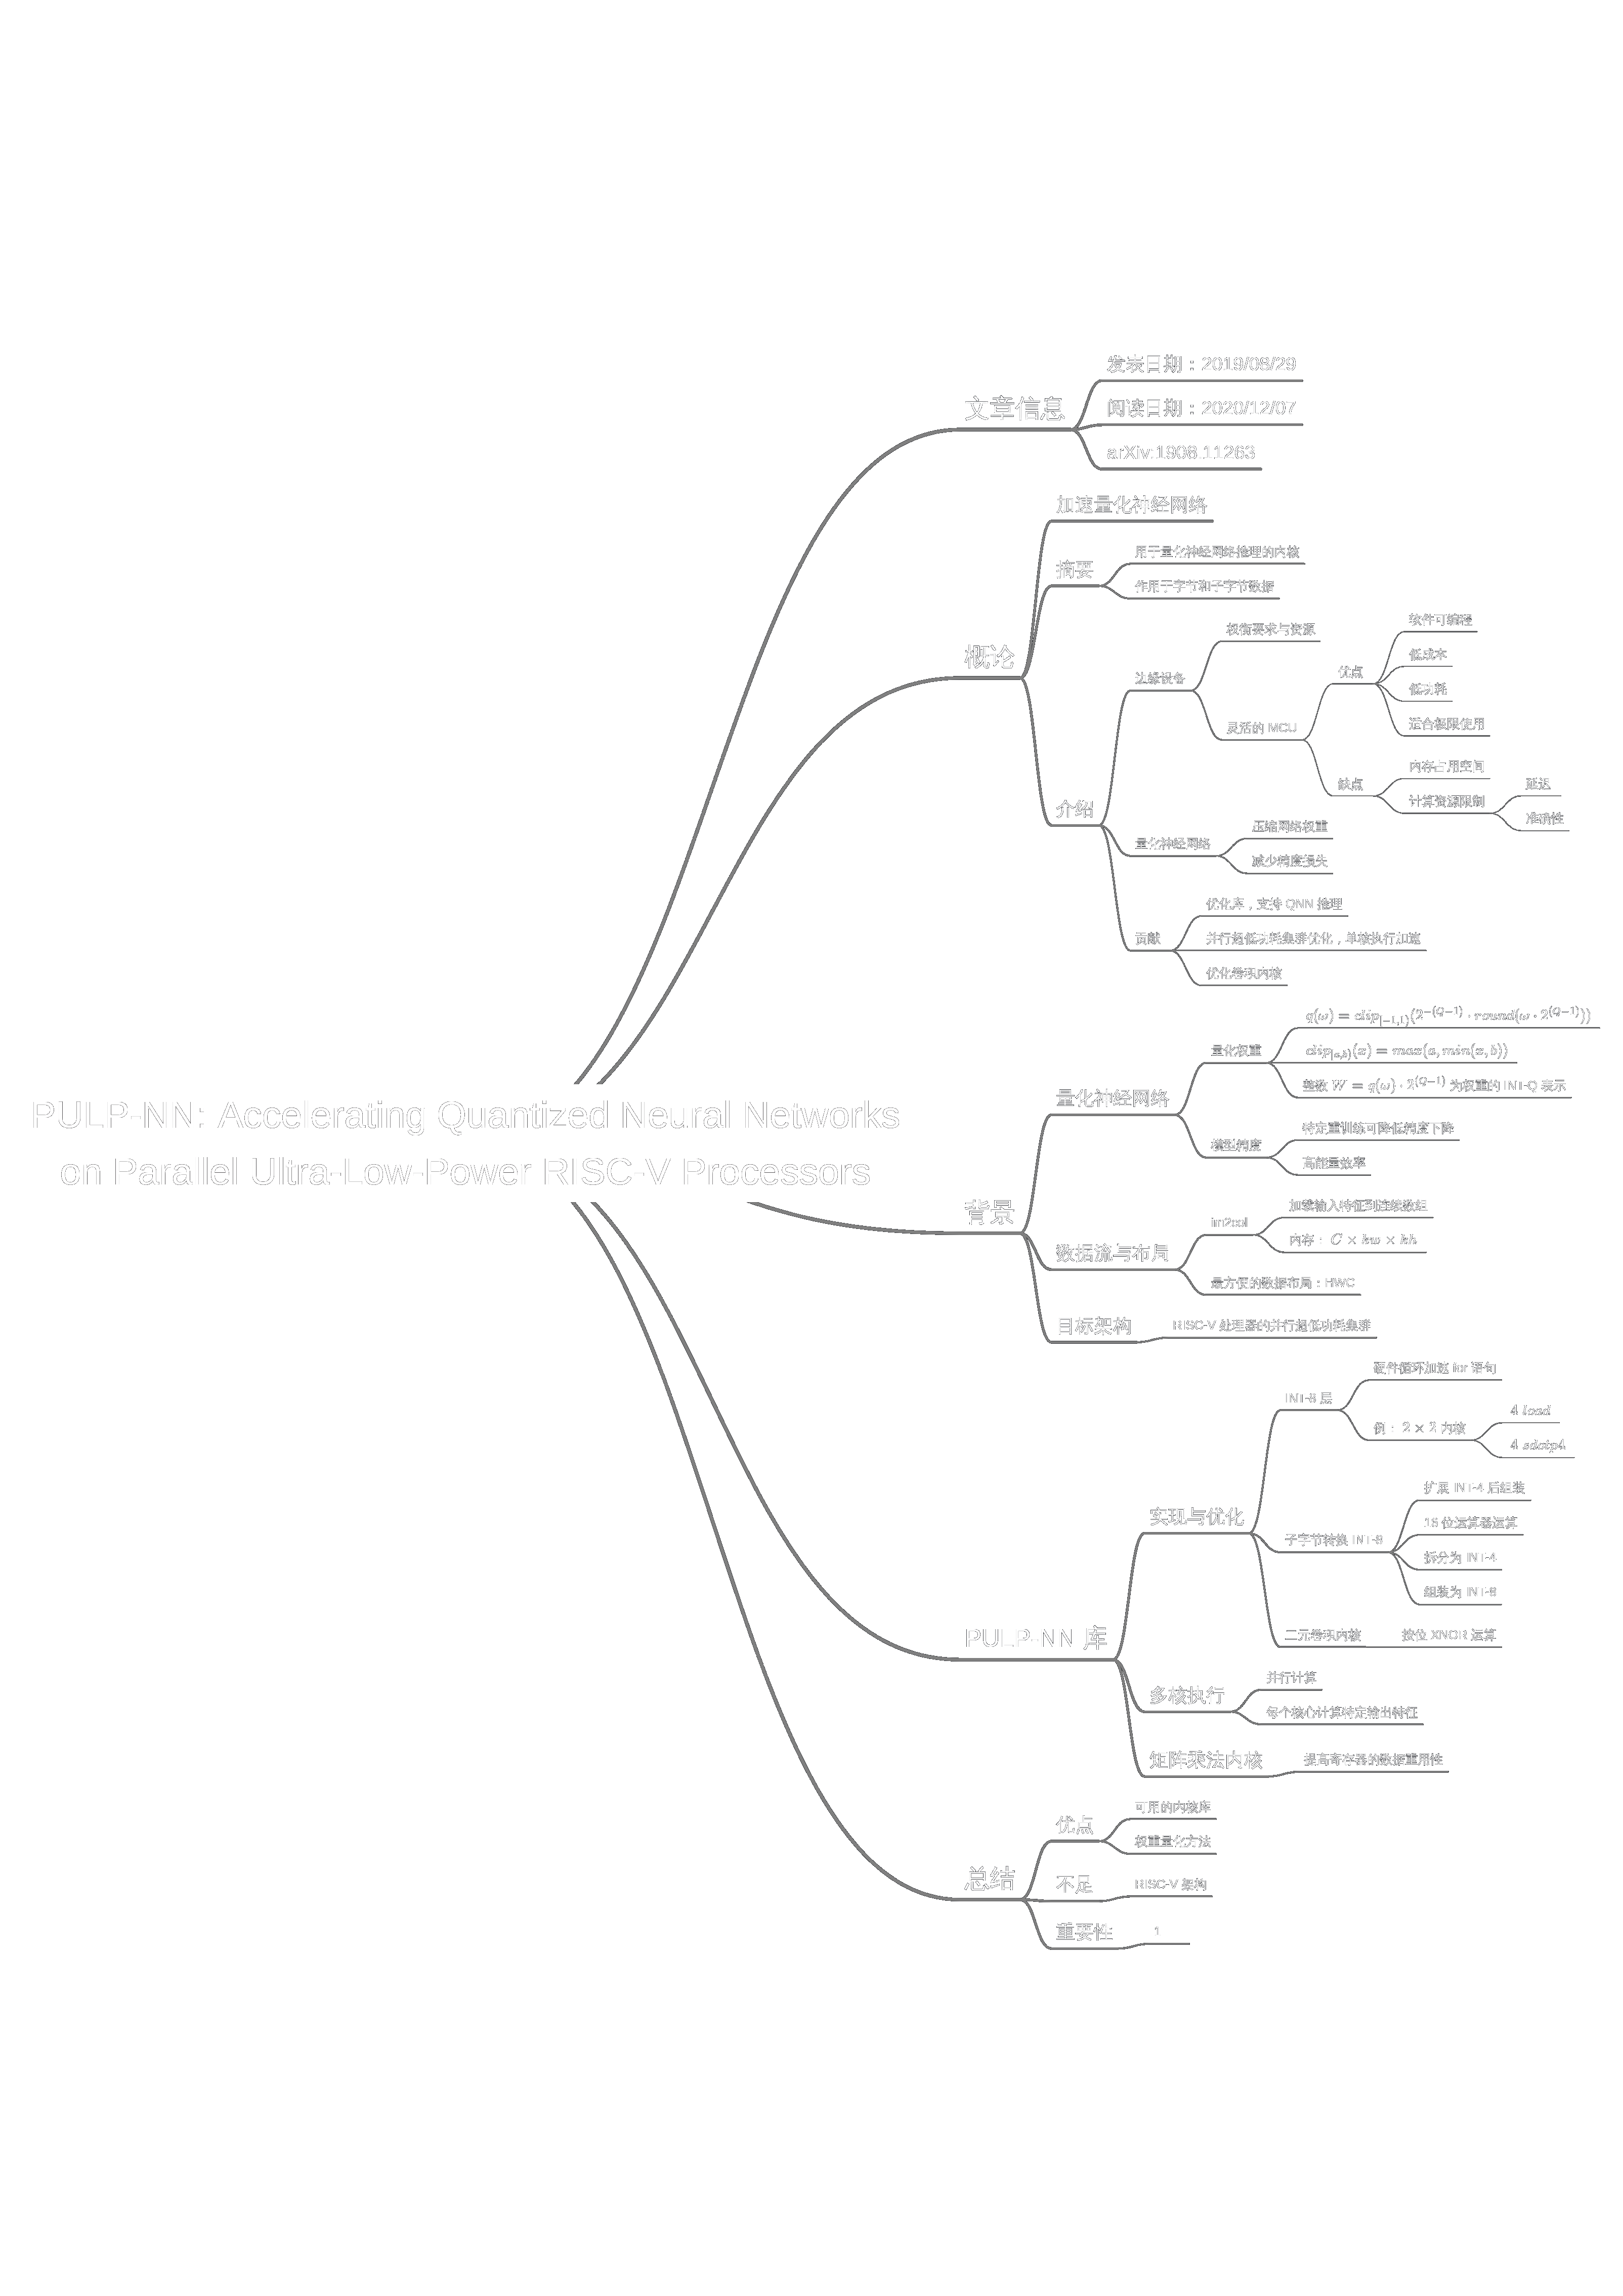 PULP-NN: Accelerating Quantized Neural Networks
on Parallel Ultra-Low-Power RISC-V Processors
文章信息
发表日期：2019/08/29
阅读日期：2020/12/07
arXiv:1908.11263
概论
加速量化神经网络
摘要
用于量化神经网络推理的内核
作用于字节和子字节数据
介绍
边缘设备
权衡要求与资源
灵活的 MCU
优点
软件可编程
低成本
低功耗
适合极限使用
缺点
内存占用空间
计算资源限制
延迟
准确性
量化神经网络
压缩网络权重
减少精度损失
贡献
优化库，支持 QNN 推理
并行超低功耗集群优化，单核执行加速
优化卷积内核
背景
量化神经网络
量化权重
q(ω) = clip_[−1,1)(2^−(Q−1) · round(ω · 2^(Q−1)))
clip_[a,b)(x) = max(a, min(x, b))
整数 W = q(ω) · 2^(Q−1) 为权重的 INT-Q 表示
模型精度
特定重训练可降低精度下降
高能量效率
数据流与布局
im2col
加载输入特征到连续数组
内存： C × kw × kh
最方便的数据布局：HWC
目标架构
RISC-V 处理器的并行超低功耗集群
PULP-NN 库
实现与优化
INT-8 层
硬件循环加速 for 语句
例： 2 × 2 内核
4 load
4 sdotp4
子字节转换 INT-8
扩展 INT-4 后组装
16 位运算器运算
拆分为 INT-4
组装为 INT-8
二元卷积内核
按位 XNOR 运算
多核执行
并行计算
每个核心计算特定输出特征
矩阵乘法内核
提高寄存器的数据重用性
总结
优点
可用的内核库
权重量化方法
不足
RISC-V 架构
重要性
1